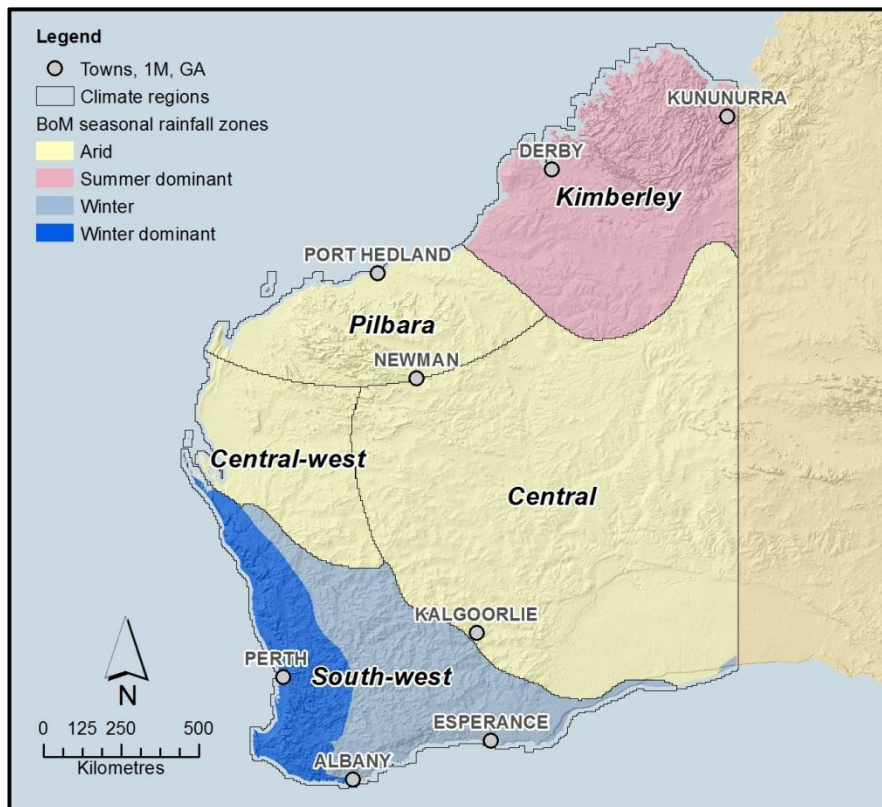 Legend
Towns, 1M, GA
Climate regions
BoM seasonal rainfall zones
Arid
Summer dominant
Winter
Winter dominant
KUNUNURRA
DERBY
Kimberley
PORT HEDLAND
Pilbara
NEWMAN
Central-west
Central
KALGOORLIE
PERTH
South-west
ESPERANCE
ALBANY
N
0 125 250 500
Kilometres